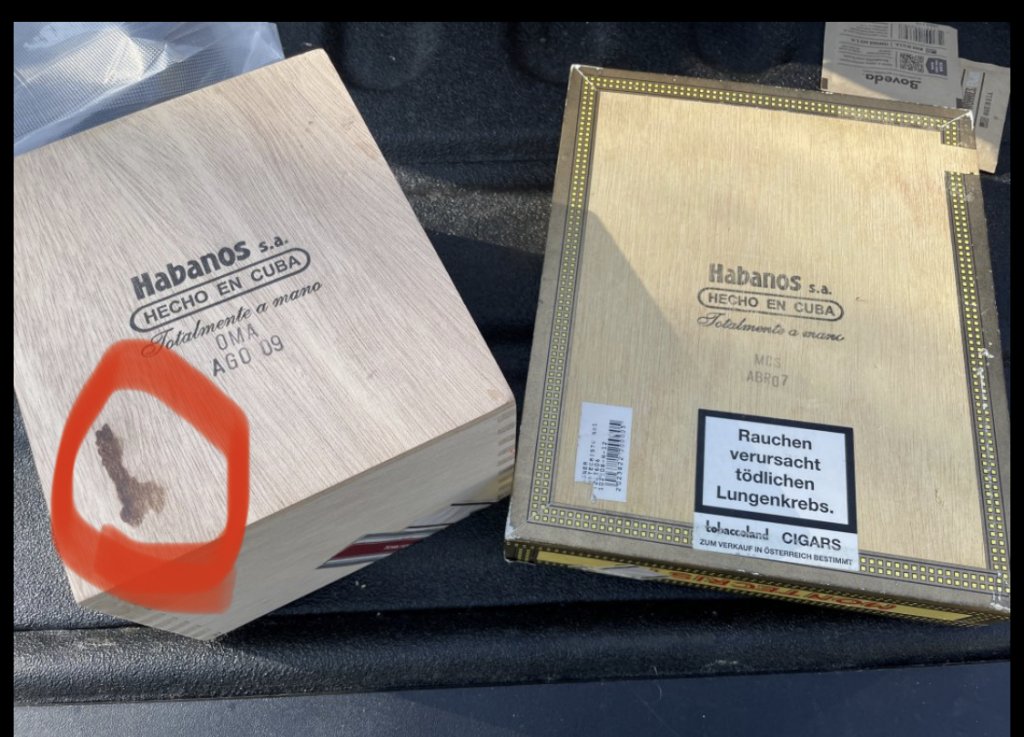 Habanos s.a.
HECHO EN CUBA
Totalmente a mano
OMA
AGO 09
Habanos s.a.
HECHO EN CUBA
Totalmente a mano
MCS
ABR07
Rauchen
verursacht
tödlichen
Lungenkrebs.
tobaccoland CIGARS
ZUM VERKAUF IN ÖSTERREICH BESTIMMT
Boveda